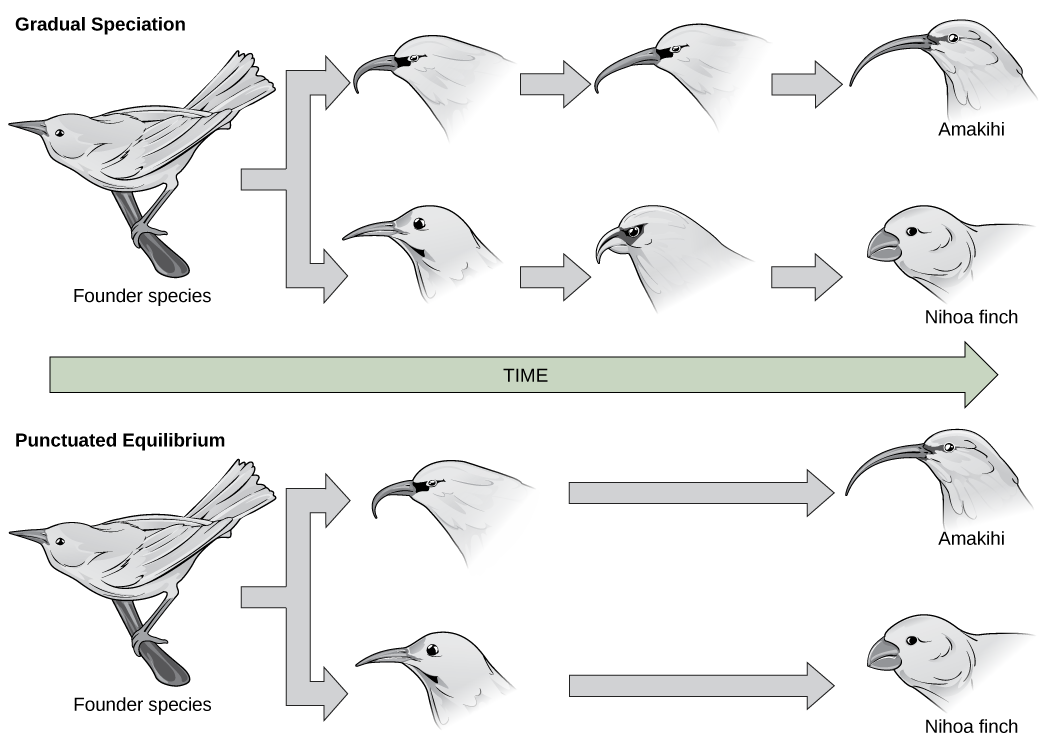 Gradual Speciation
Amakihi
Founder species
Nihoa finch
TIME
Punctuated Equilibrium
Amakihi
Founder species
Nihoa finch